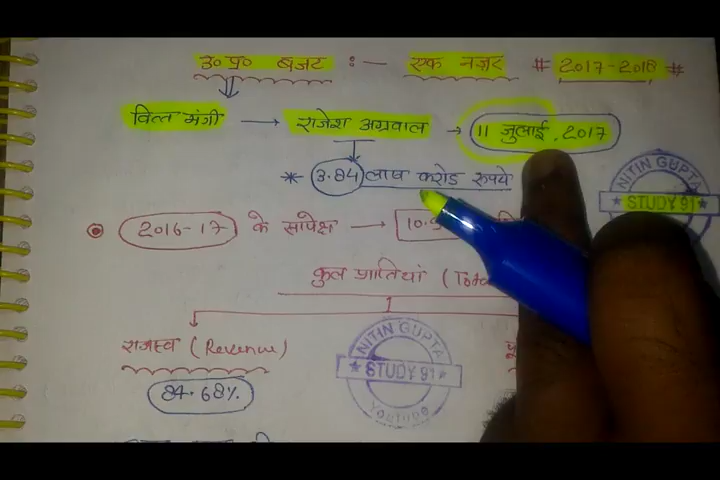 उ० प्र० बजट :— एक नज़र # 2017-2018 #
वित्त मंत्री → राजेश अग्रवाल → 11 जुलाई, 2017
* 3.84 लाख करोड़ रुपये
2016-17 के सापेक्ष → 10.9
कुल प्राप्तियां (Tota
राजस्व (Revenue)
84.68%
NITIN GUPTA
STUDY 91
YouTube
NITIN GUPTA
STUDY 91